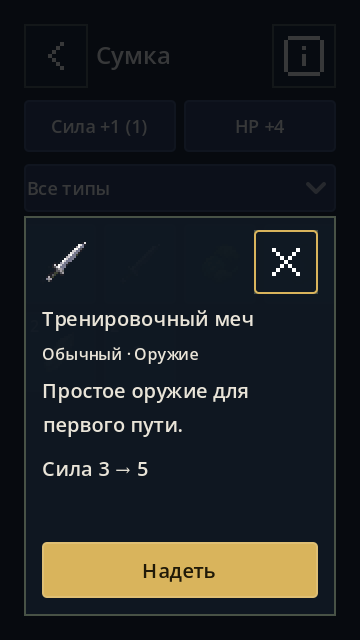 Сумка
Сила +1 (1)
HP +4
Все типы
Тренировочный меч
Обычный · Оружие
Простое оружие для
первого пути.
Сила 3 → 5
Надеть